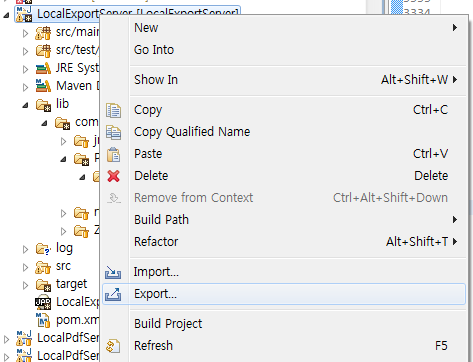 LocalExportServer [LocalExportServer]
src/main
src/test/
JRE Sys
Maven D
lib
com
P
log
src
target
LocalExp
pom.xm
LocalPdfSer
LocalPdfSer
3334
New
Go Into
Show In Alt+Shift+W
Copy Ctrl+C
Copy Qualified Name
Paste Ctrl+V
Delete Delete
Remove from Context Ctrl+Alt+Shift+Down
Build Path
Refactor Alt+Shift+T
Import...
Export...
Build Project
Refresh F5